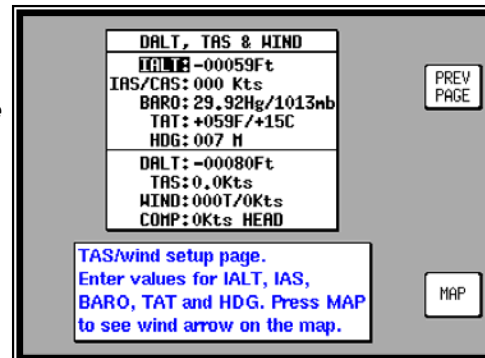 DALT, TAS & WIND
IALT: -00059Ft
IAS/CAS: 000 Kts
BARO: 29.92Hg/1013mb
TAT: +059F/+15C
HDG: 007 M
DALT: -00080Ft
TAS: 0.0Kts
WIND: 000T/0Kts
COMP: 0Kts HEAD
PREV
PAGE
TAS/wind setup page.
Enter values for IALT, IAS,
BARO, TAT and HDG. Press MAP
to see wind arrow on the map.
MAP